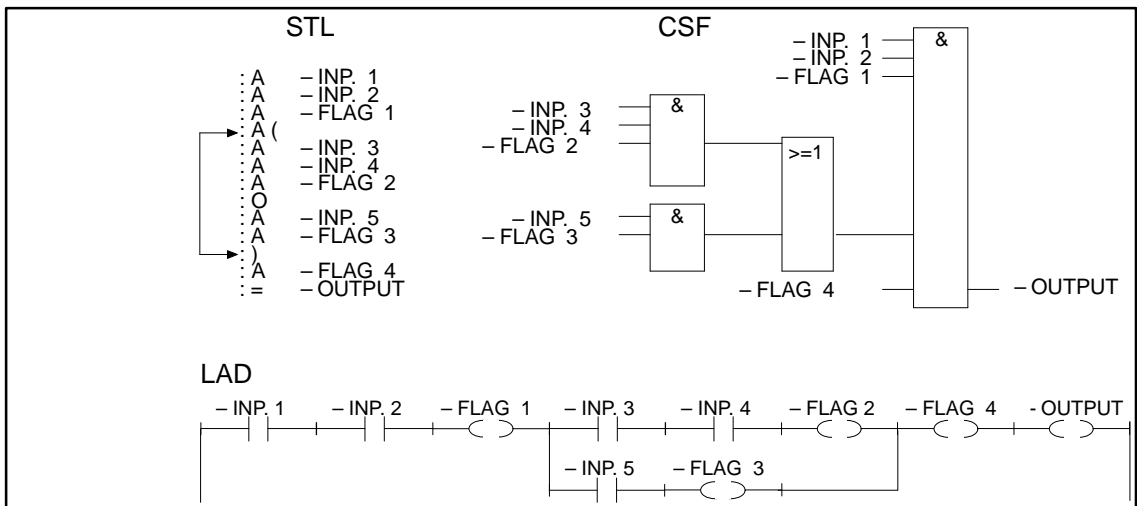 STL
: A – INP. 1
: A – INP. 2
: A – FLAG 1
: A (
: A – INP. 3
: A – INP. 4
: A – FLAG 2
: O
: A – INP. 5
: A – FLAG 3
: )
: A – FLAG 4
: = – OUTPUT
CSF
– INP. 1
– INP. 2
– FLAG 1
&
– INP. 3
– INP. 4
– FLAG 2
&
>=1
– INP. 5
– FLAG 3
&
– FLAG 4
– OUTPUT
LAD
– INP. 1 – INP. 2 – FLAG 1 – INP. 3 – INP. 4 – FLAG 2 – FLAG 4 - OUTPUT
– INP. 5 – FLAG 3